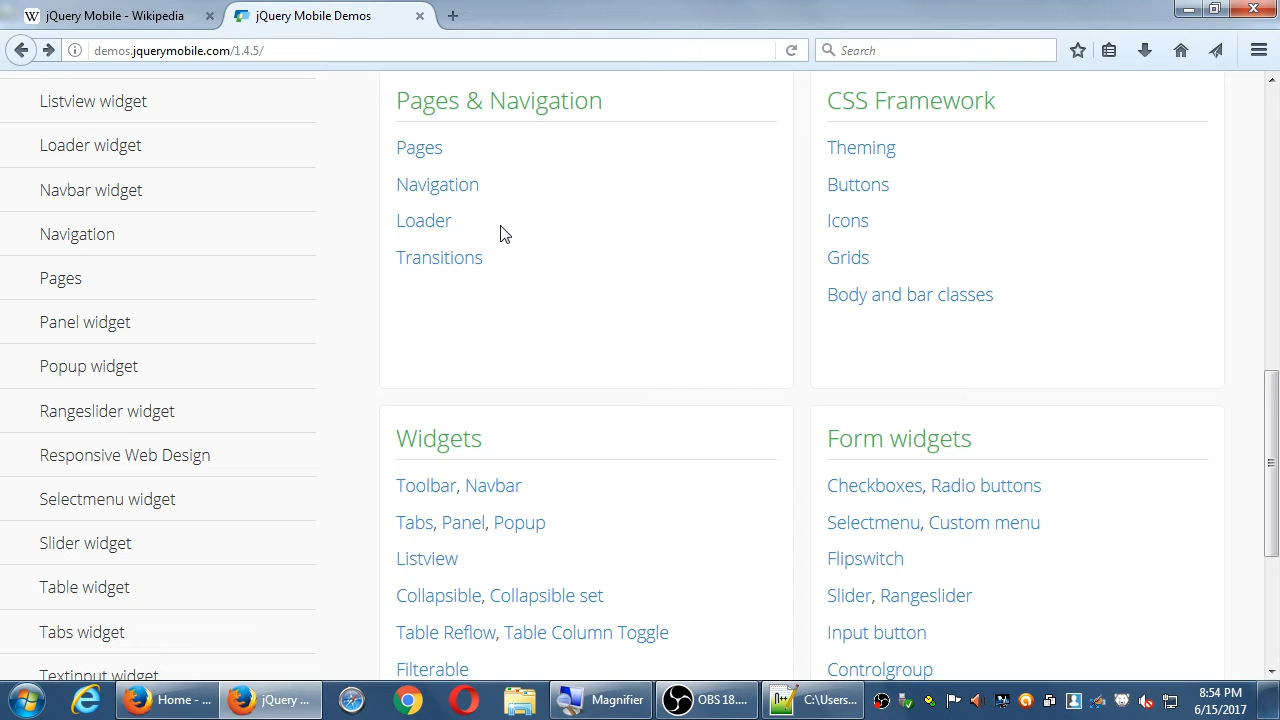 jQuery Mobile - Wikipedia
jQuery Mobile Demos
demos.jquerymobile.com/1.4.5/
Search
Listview widget
Loader widget
Navbar widget
Navigation
Pages
Panel widget
Popup widget
Rangeslider widget
Responsive Web Design
Selectmenu widget
Slider widget
Table widget
Tabs widget
Textinput widget
Pages & Navigation
Pages
Navigation
Loader
Transitions
CSS Framework
Theming
Buttons
Icons
Grids
Body and bar classes
Widgets
Toolbar, Navbar
Tabs, Panel, Popup
Listview
Collapsible, Collapsible set
Table Reflow, Table Column Toggle
Filterable
Form widgets
Checkboxes, Radio buttons
Selectmenu, Custom menu
Flipswitch
Slider, Rangeslider
Input button
Controlgroup
Home - ...
jQuery ...
Magnifier
OBS 18....
C:\Users...
8:54 PM
6/15/2017